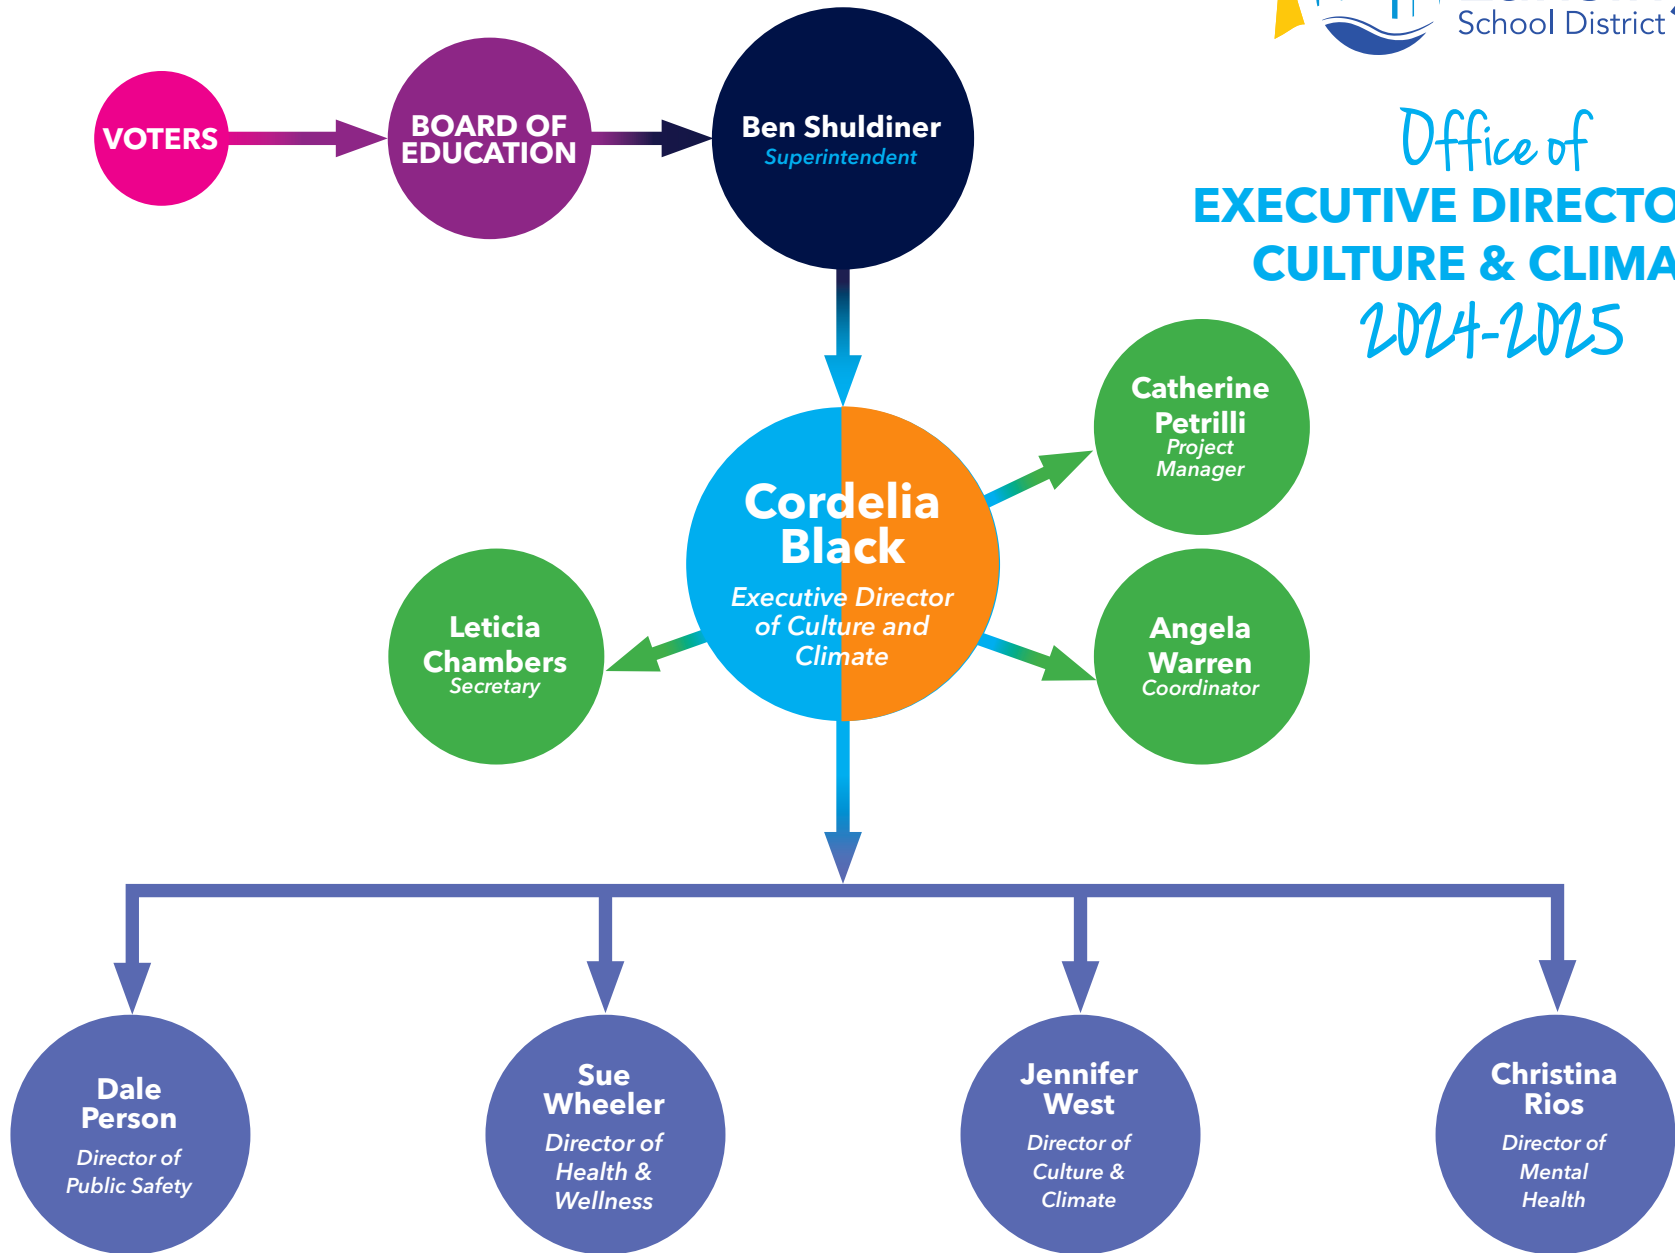 School District
VOTERS
BOARD OF
EDUCATION
Ben Shuldiner
Superintendent
Office of
EXECUTIVE DIRECTO
CULTURE & CLIMA
2024-2025
Catherine
Petrilli
Project
Manager
Cordelia
Black
Executive Director
of Culture and
Climate
Leticia
Chambers
Secretary
Angela
Warren
Coordinator
Dale
Person
Director of
Public Safety
Sue
Wheeler
Director of
Health &
Wellness
Jennifer
West
Director of
Culture &
Climate
Christina
Rios
Director of
Mental
Health